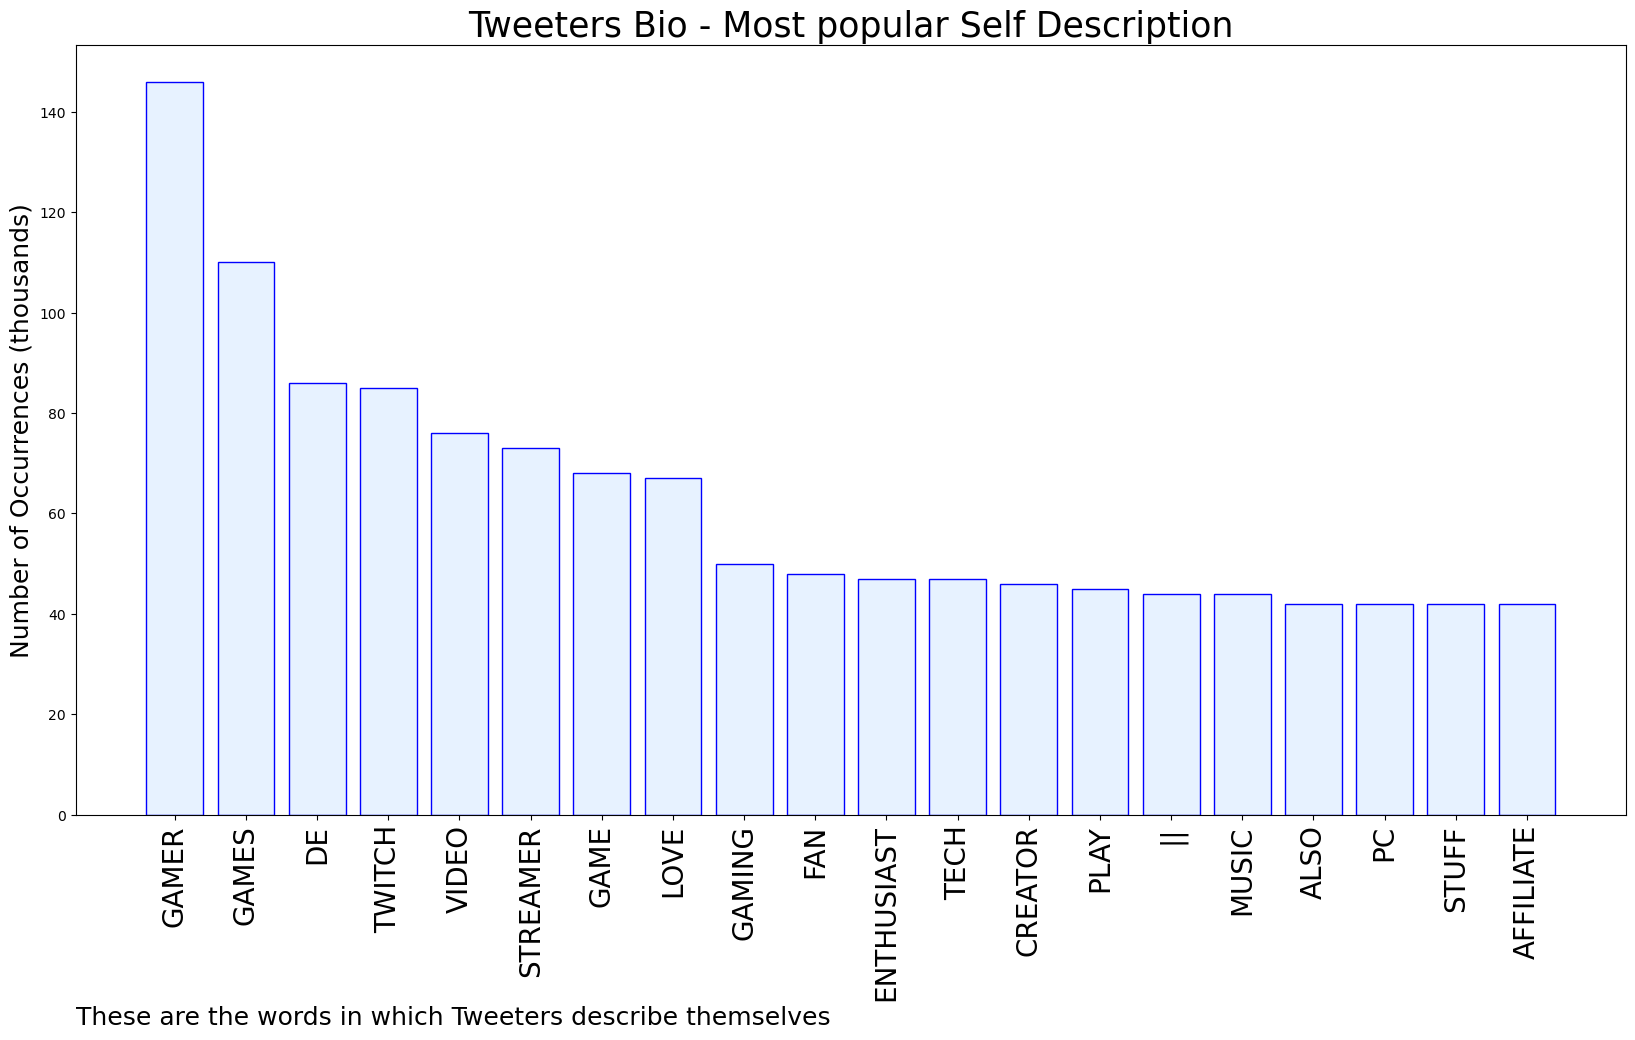 Tweeters Bio - Most popular Self Description
Number of Occurrences (thousands)
140
120
100
80
60
40
20
0
GAMER
GAMES
DE
TWITCH
VIDEO
STREAMER
GAME
LOVE
GAMING
FAN
ENTHUSIAST
TECH
CREATOR
PLAY
||
MUSIC
ALSO
PC
STUFF
AFFILIATE
These are the words in which Tweeters describe themselves